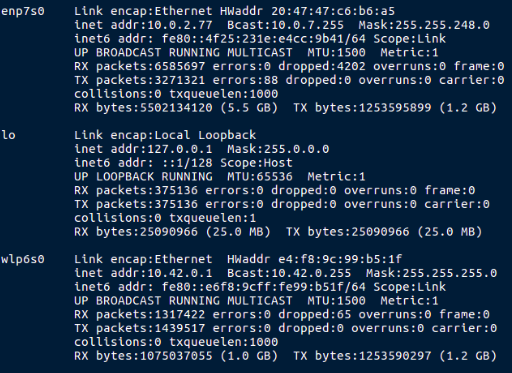 enp7s0 Link encap:Ethernet HWaddr 20:47:47:c6:b6:a5
inet addr:10.0.2.77 Bcast:10.0.7.255 Mask:255.255.248.0
inet6 addr: fe80::4f25:231e:e4cc:9b41/64 Scope:Link
UP BROADCAST RUNNING MULTICAST MTU:1500 Metric:1
RX packets:6585697 errors:0 dropped:4202 overruns:0 frame:0
TX packets:3271321 errors:88 dropped:0 overruns:0 carrier:0
collisions:0 txqueuelen:1000
RX bytes:5502134120 (5.5 GB) TX bytes:1253595899 (1.2 GB)
lo Link encap:Local Loopback
inet addr:127.0.0.1 Mask:255.0.0.0
inet6 addr: ::1/128 Scope:Host
UP LOOPBACK RUNNING MTU:65536 Metric:1
RX packets:375136 errors:0 dropped:0 overruns:0 frame:0
TX packets:375136 errors:0 dropped:0 overruns:0 carrier:0
collisions:0 txqueuelen:1
RX bytes:25090966 (25.0 MB) TX bytes:25090966 (25.0 MB)
wlp6s0 Link encap:Ethernet HWaddr e4:f8:9c:99:b5:1f
inet addr:10.42.0.1 Bcast:10.42.0.255 Mask:255.255.255.0
inet6 addr: fe80::e6f8:9cff:fe99:b51f/64 Scope:Link
UP BROADCAST RUNNING MULTICAST MTU:1500 Metric:1
RX packets:1317422 errors:0 dropped:65 overruns:0 frame:0
TX packets:1439517 errors:0 dropped:0 overruns:0 carrier:0
collisions:0 txqueuelen:1000
RX bytes:1075037055 (1.0 GB) TX bytes:1253590297 (1.2 GB)